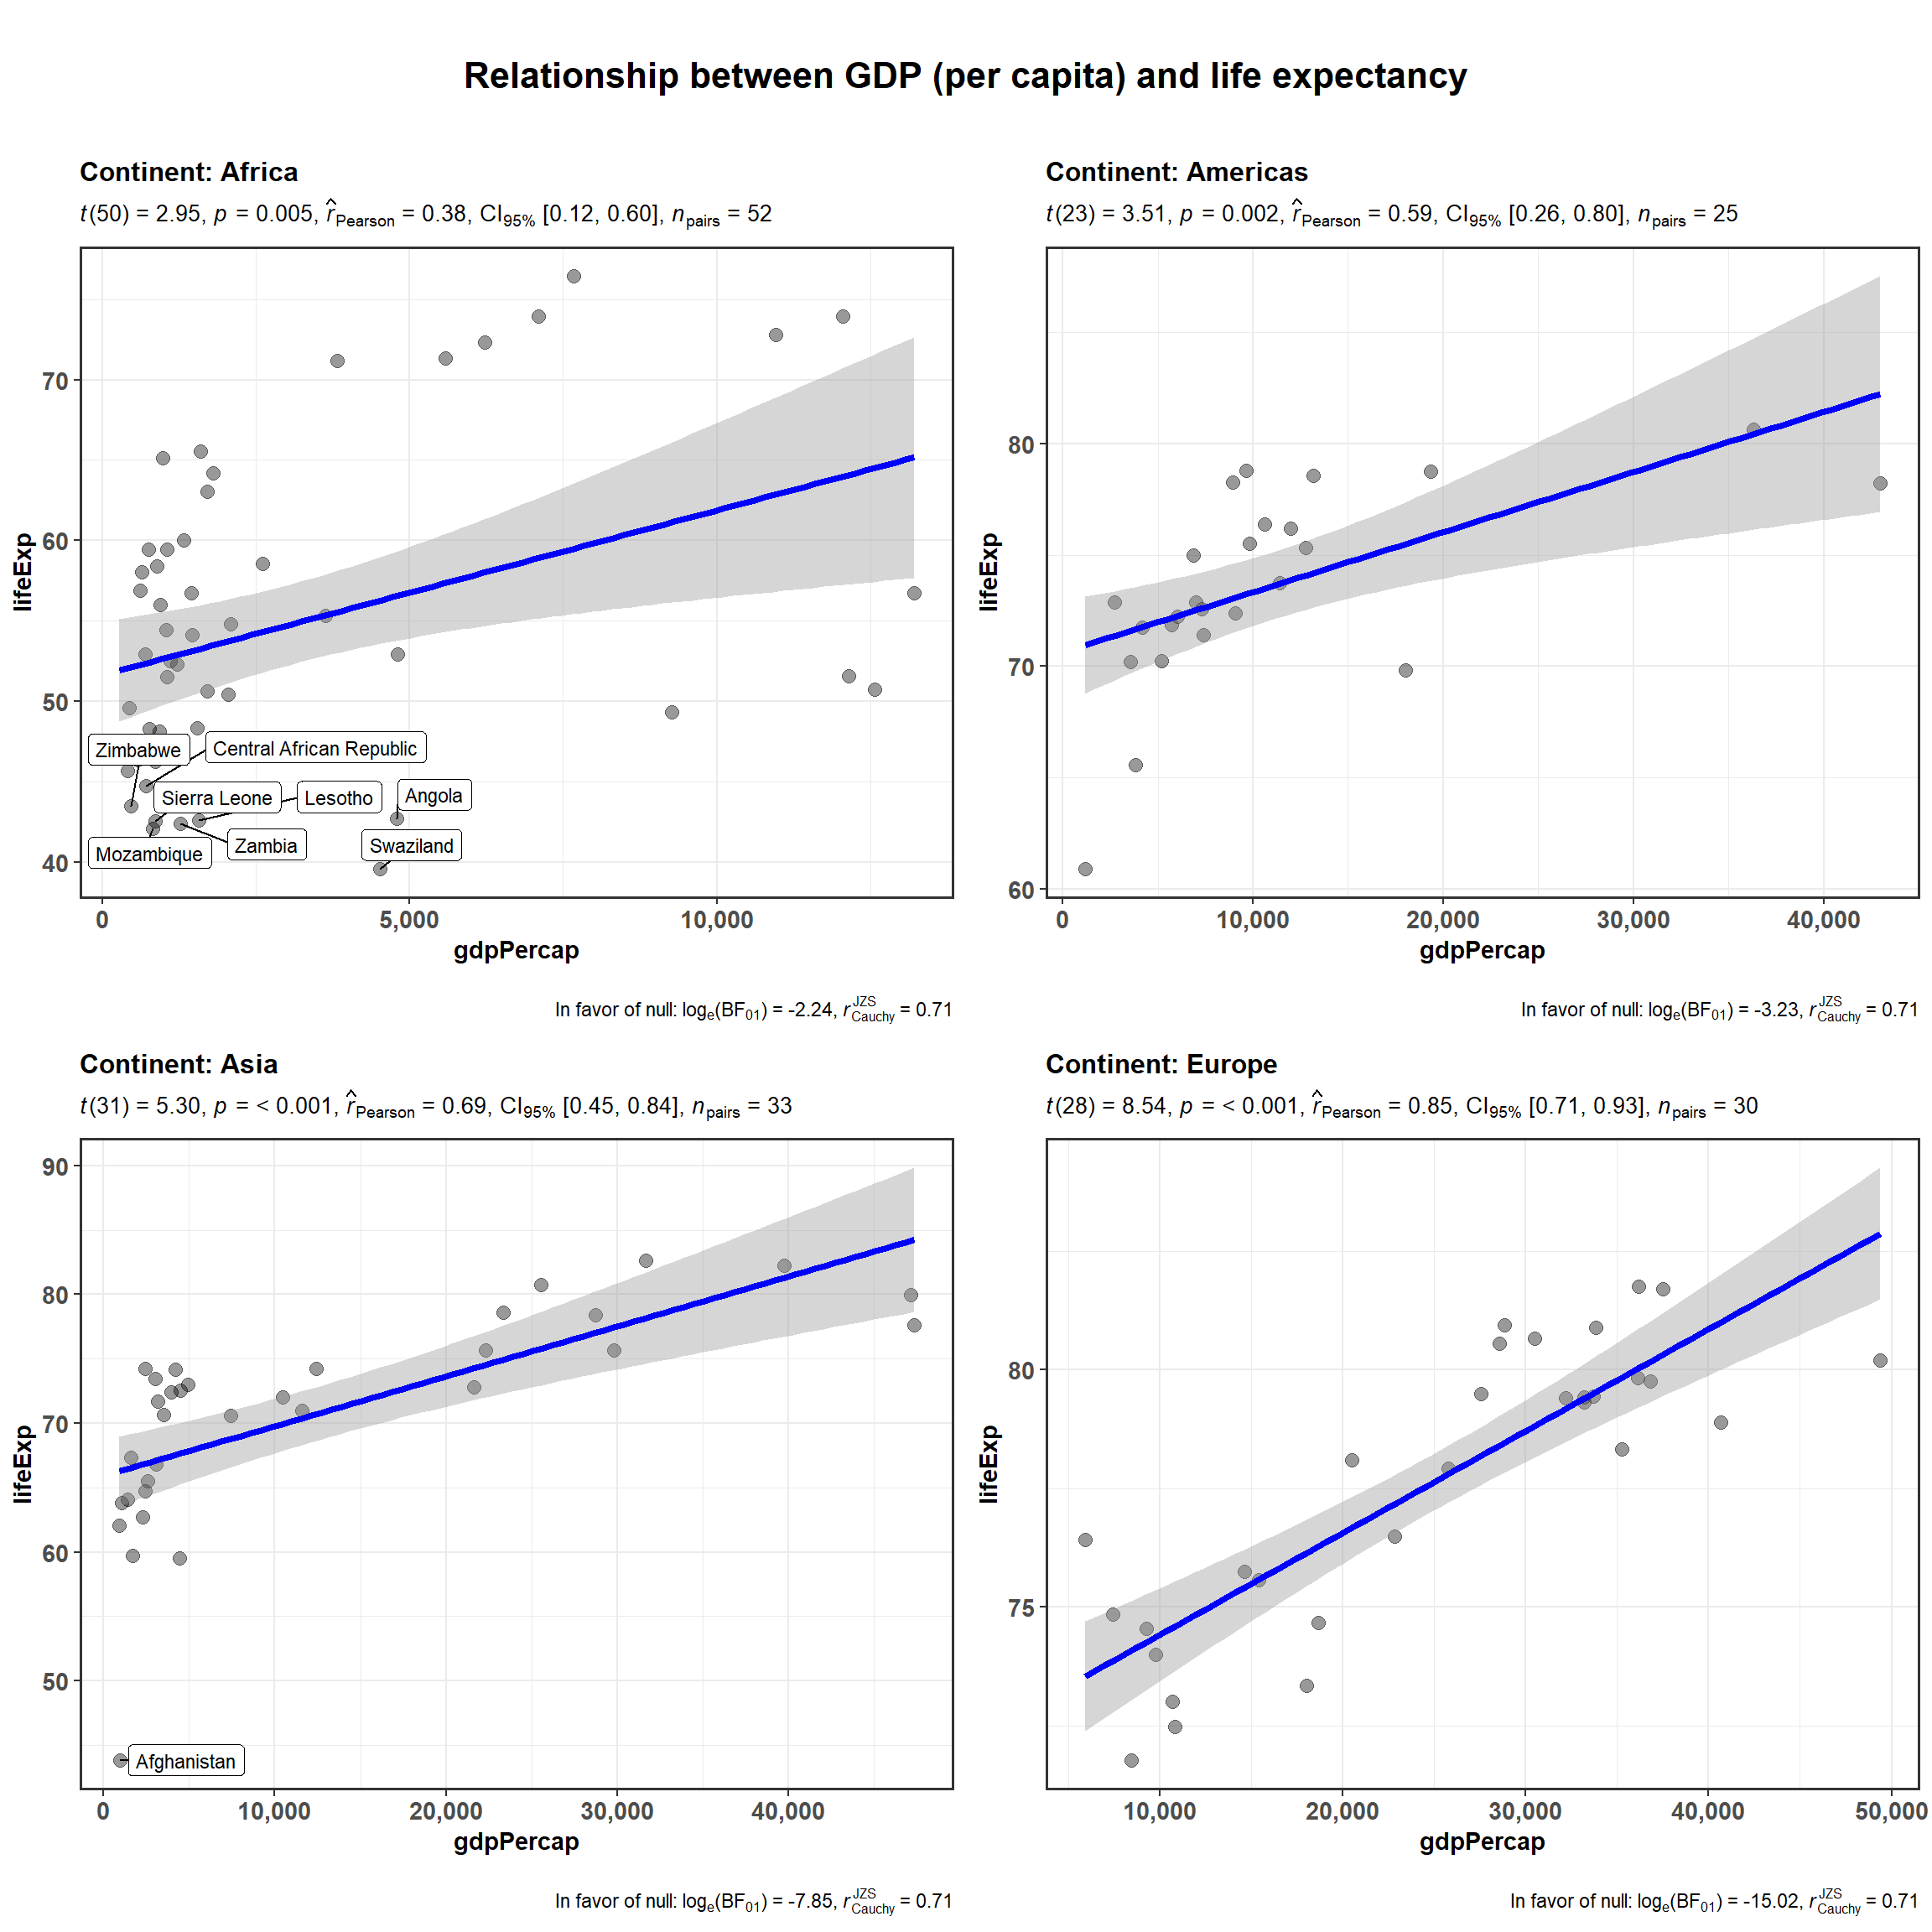 Relationship between GDP (per capita) and life expectancy
Continent: Africa
t(50) = 2.95, p = 0.005, r̂Pearson = 0.38, CI95% [0.12, 0.60], npairs = 52
lifeExp
70
60
50
40
Zimbabwe
Central African Republic
Sierra Leone
Lesotho
Angola
Mozambique
Zambia
Swaziland
0 5,000 10,000
gdpPercap
In favor of null: loge(BF01) = -2.24, rJZSCauchy = 0.71
Continent: Americas
t(23) = 3.51, p = 0.002, r̂Pearson = 0.59, CI95% [0.26, 0.80], npairs = 25
lifeExp
80
70
60
0 10,000 20,000 30,000 40,000
gdpPercap
In favor of null: loge(BF01) = -3.23, rJZSCauchy = 0.71
Continent: Asia
t(31) = 5.30, p = < 0.001, r̂Pearson = 0.69, CI95% [0.45, 0.84], npairs = 33
lifeExp
90
80
70
60
50
Afghanistan
0 10,000 20,000 30,000 40,000
gdpPercap
In favor of null: loge(BF01) = -7.85, rJZSCauchy = 0.71
Continent: Europe
t(28) = 8.54, p = < 0.001, r̂Pearson = 0.85, CI95% [0.71, 0.93], npairs = 30
lifeExp
80
75
10,000 20,000 30,000 40,000 50,000
gdpPercap
In favor of null: loge(BF01) = -15.02, rJZSCauchy = 0.71